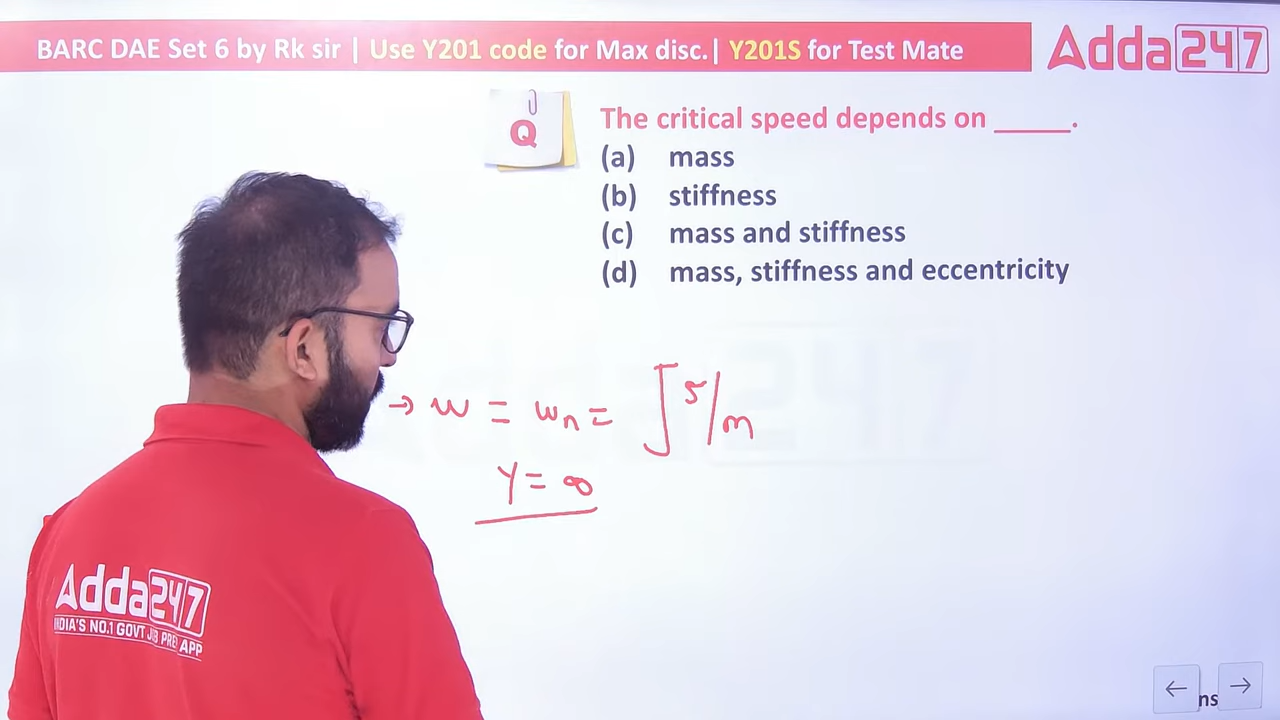 BARC DAE Set 6 by Rk sir | Use Y201 code for Max disc.| Y201S for Test Mate
Adda247
Q
The critical speed depends on _____.
(a) mass
(b) stiffness
(c) mass and stiffness
(d) mass, stiffness and eccentricity
→ w = wn = √s/m
y = ∞
Adda247
INDIA'S NO.1 GOVT JOB PREP APP
← ns →